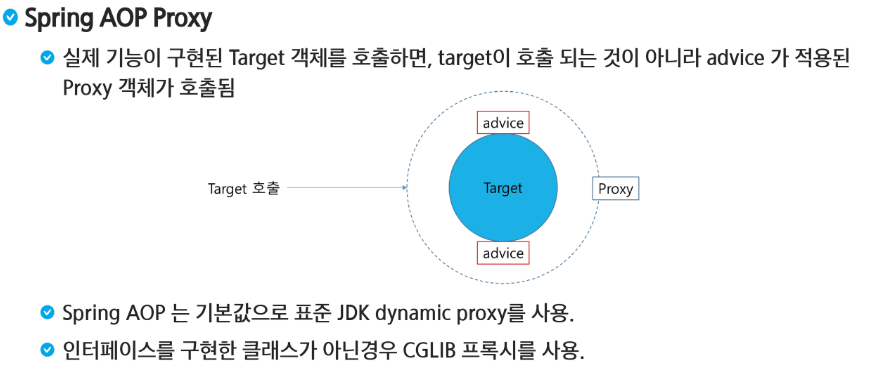 Spring AOP Proxy
실제 기능이 구현된 Target 객체를 호출하면, target이 호출 되는 것이 아니라 advice 가 적용된
Proxy 객체가 호출됨
advice
Target 호출
Target
Proxy
advice
Spring AOP 는 기본값으로 표준 JDK dynamic proxy를 사용.
인터페이스를 구현한 클래스가 아닌경우 CGLIB 프록시를 사용.